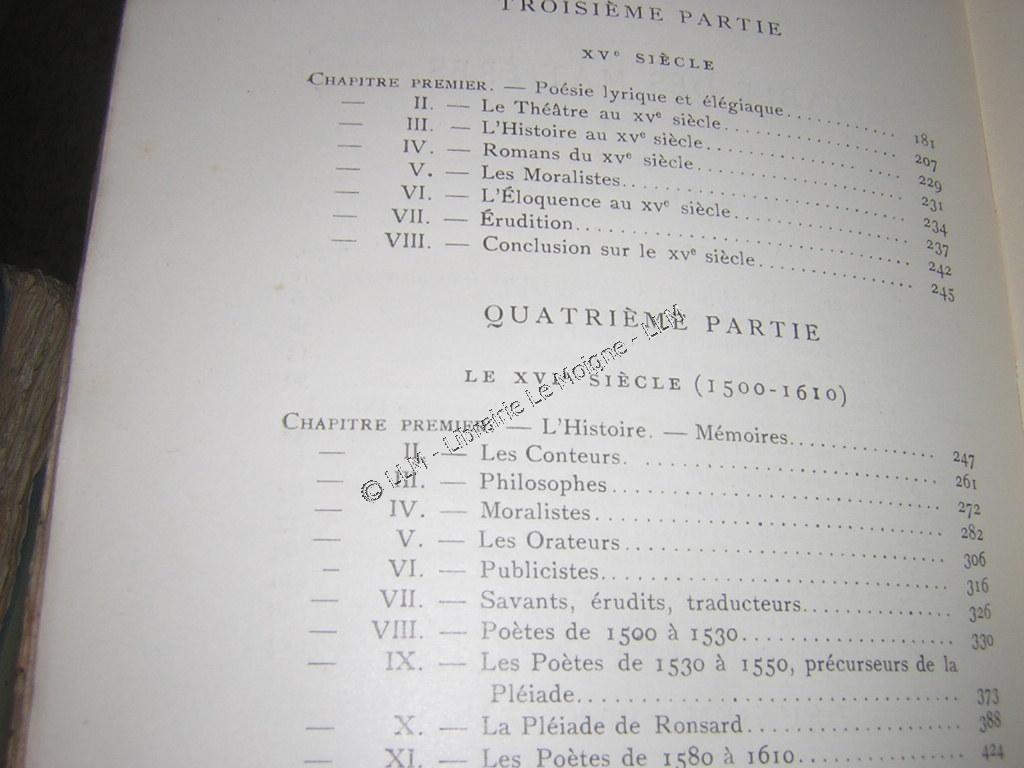 TROISIÈME PARTIE
XVe SIÈCLE
CHAPITRE PREMIER. — Poésie lyrique et élégiaque............ 181
— II. — Le Théâtre au XVe siècle.................. 207
— III. — L'Histoire au XVe siècle.................. 229
— IV. — Romans du XVe siècle.................. 231
— V. — Les Moralistes.................. 234
— VI. — L'Éloquence au XVe siècle.................. 237
— VII. — Érudition.................. 242
— VIII. — Conclusion sur le XVe siècle.................. 245
QUATRIÈME PARTIE
LE XVIe SIÈCLE (1500-1610)
CHAPITRE PREMIER. — L'Histoire. — Mémoires............ 247
— II. — Les Conteurs. .................. 261
— III. — Philosophes.................. 272
— IV. — Moralistes.................. 282
— V. — Les Orateurs.................. 306
— VI. — Publicistes.................. 316
— VII. — Savants, érudits, traducteurs.................. 326
— VIII. — Poètes de 1500 à 1530.................. 330
— IX. — Les Poètes de 1530 à 1550, précurseurs de la
Pléiade.................. 373
— X. — La Pléiade de Ronsard.................. 388
— XI. — Les Poètes de 1580 à 1610.................. 424
© LLM - Librairie Le Moigne - LLM